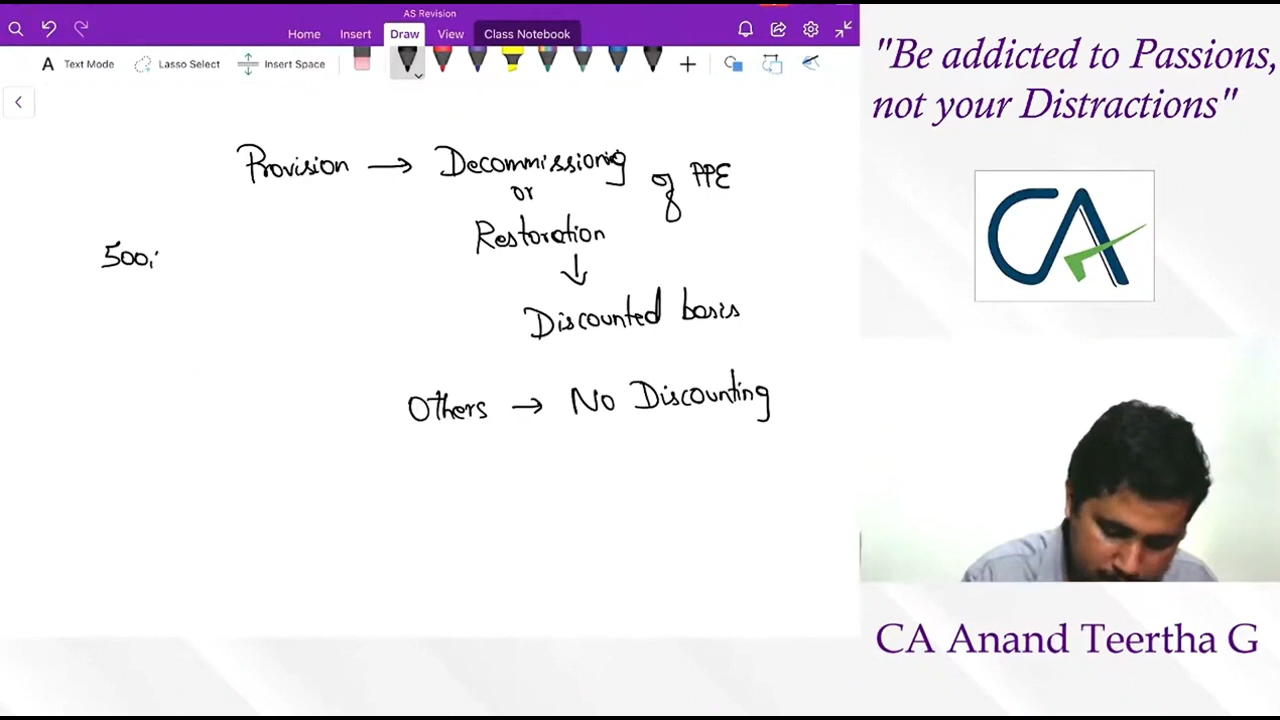 AS Revision
Home Insert Draw View Class Notebook
A Text Mode Lasso Select Insert Space
"Be addicted to Passions,
not your Distractions"
CA
Provision → Decommissioning of PPE
or
Restoration
500,
↓
Discounted basis
Others → No Discounting
CA Anand Teertha G